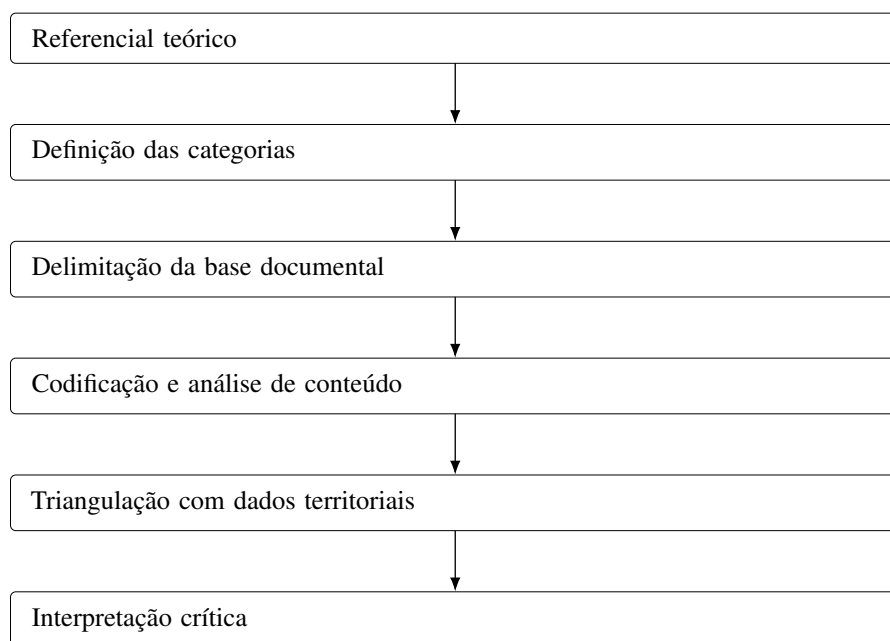 Referencial teórico
Definição das categorias
Delimitação da base documental
Codificação e análise de conteúdo
Triangulação com dados territoriais
Interpretação crítica